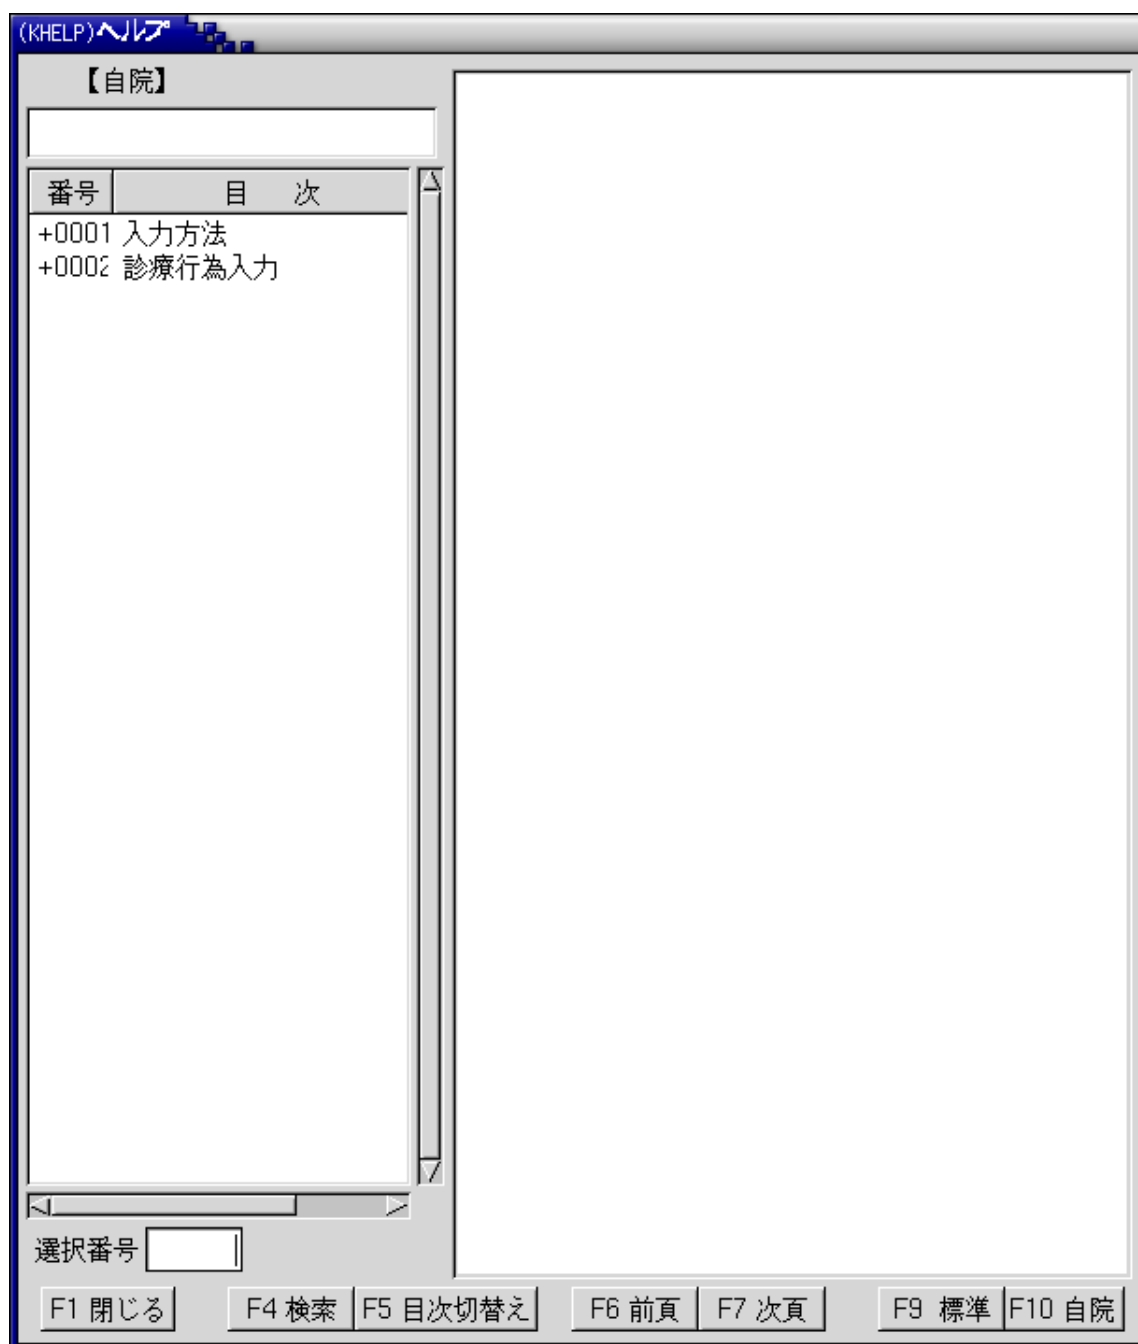 (KHELP)ヘルプ
【自院】
番号 目 次
+0001 入力方法
+0002 診療行為入力
選択番号
F1 閉じる F4 検索 F5 目次切替え F6 前頁 F7 次頁 F9 標準 F10 自院